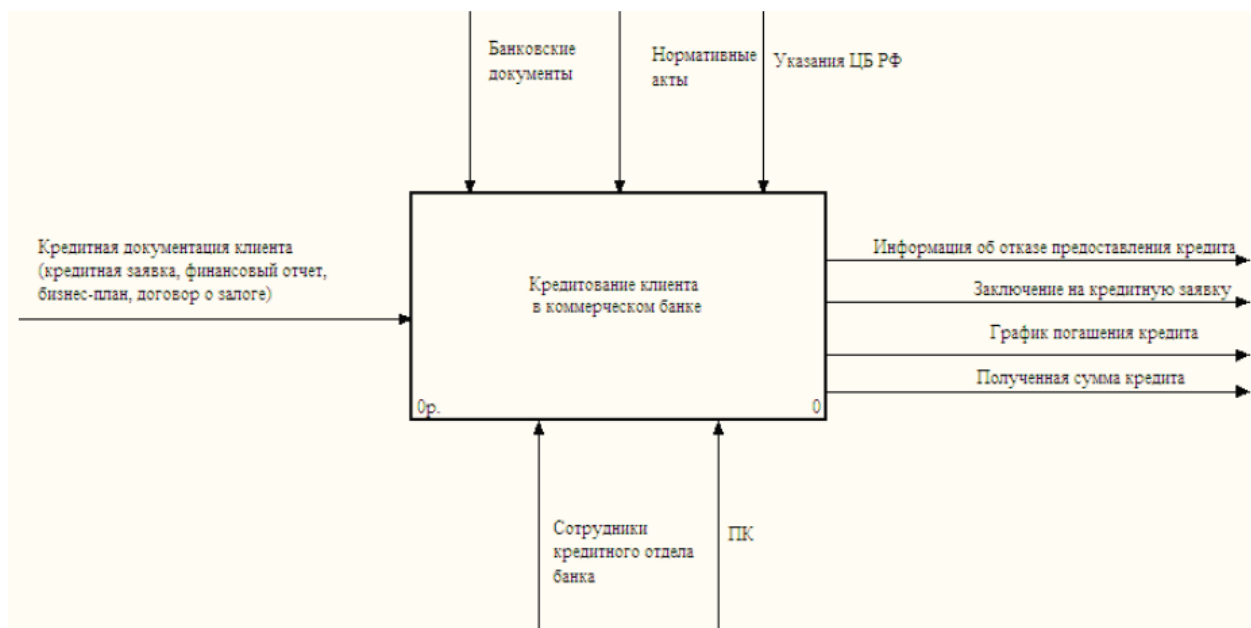 Банковские
документы
Нормативные
акты
Указания ЦБ РФ
Кредитная документация клиента
(кредитная заявка, финансовый отчет,
бизнес-план, договор о залоге)
Кредитование клиента
в коммерческом банке
0р.
0
Информация об отказе предоставления кредита
Заключение на кредитную заявку
График погашения кредита
Полученная сумма кредита
Сотрудники
кредитного отдела
банка
ПК